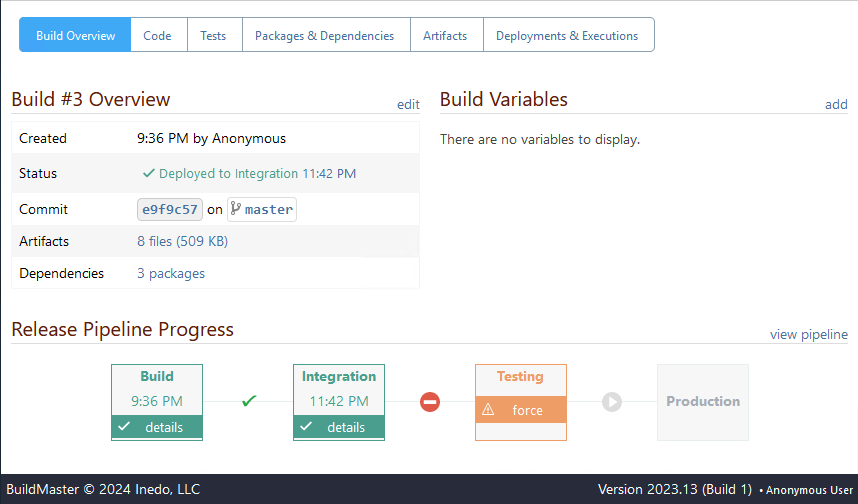 Build Overview Code Tests Packages & Dependencies Artifacts Deployments & Executions
Build #3 Overview edit
Created 9:36 PM by Anonymous
Status Deployed to Integration 11:42 PM
Commit e9f9c57 on master
Artifacts 8 files (509 KB)
Dependencies 3 packages
Build Variables add
There are no variables to display.
Release Pipeline Progress view pipeline
Build
9:36 PM
details
Integration
11:42 PM
details
Testing
force
Production
BuildMaster © 2024 Inedo, LLC Version 2023.13 (Build 1) • Anonymous User